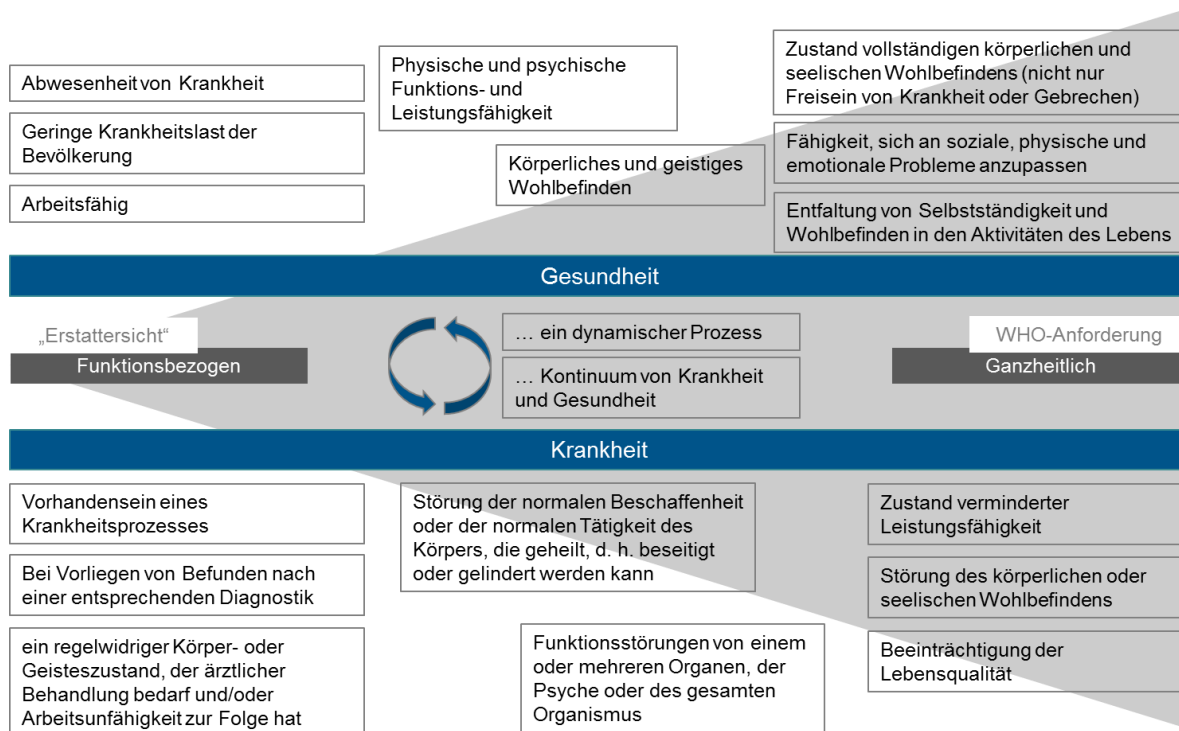 Abwesenheit von Krankheit
Geringe Krankheitslast der
Bevölkerung
Arbeitsfähig
Physische und psychische
Funktions- und
Leistungsfähigkeit
Körperliches und geistiges
Wohlbefinden
Zustand vollständigen körperlichen und
seelischen Wohlbefindens (nicht nur
Freisein von Krankheit oder Gebrechen)
Fähigkeit, sich an soziale, physische und
emotionale Probleme anzupassen
Entfaltung von Selbstständigkeit und
Wohlbefinden in den Aktivitäten des Lebens
Gesundheit
„Erstattersicht“
Funktionsbezogen
… ein dynamischer Prozess
… Kontinuum von Krankheit
und Gesundheit
WHO-Anforderung
Ganzheitlich
Krankheit
Vorhandensein eines
Krankheitsprozesses
Bei Vorliegen von Befunden nach
einer entsprechenden Diagnostik
ein regelwidriger Körper- oder
Geisteszustand, der ärztlicher
Behandlung bedarf und/oder
Arbeitsunfähigkeit zur Folge hat
Störung der normalen Beschaffenheit
oder der normalen Tätigkeit des
Körpers, die geheilt, d. h. beseitigt
oder gelindert werden kann
Funktionsstörungen von einem
oder mehreren Organen, der
Psyche oder des gesamten
Organismus
Zustand verminderter
Leistungsfähigkeit
Störung des körperlichen oder
seelischen Wohlbefindens
Beeinträchtigung der
Lebensqualität